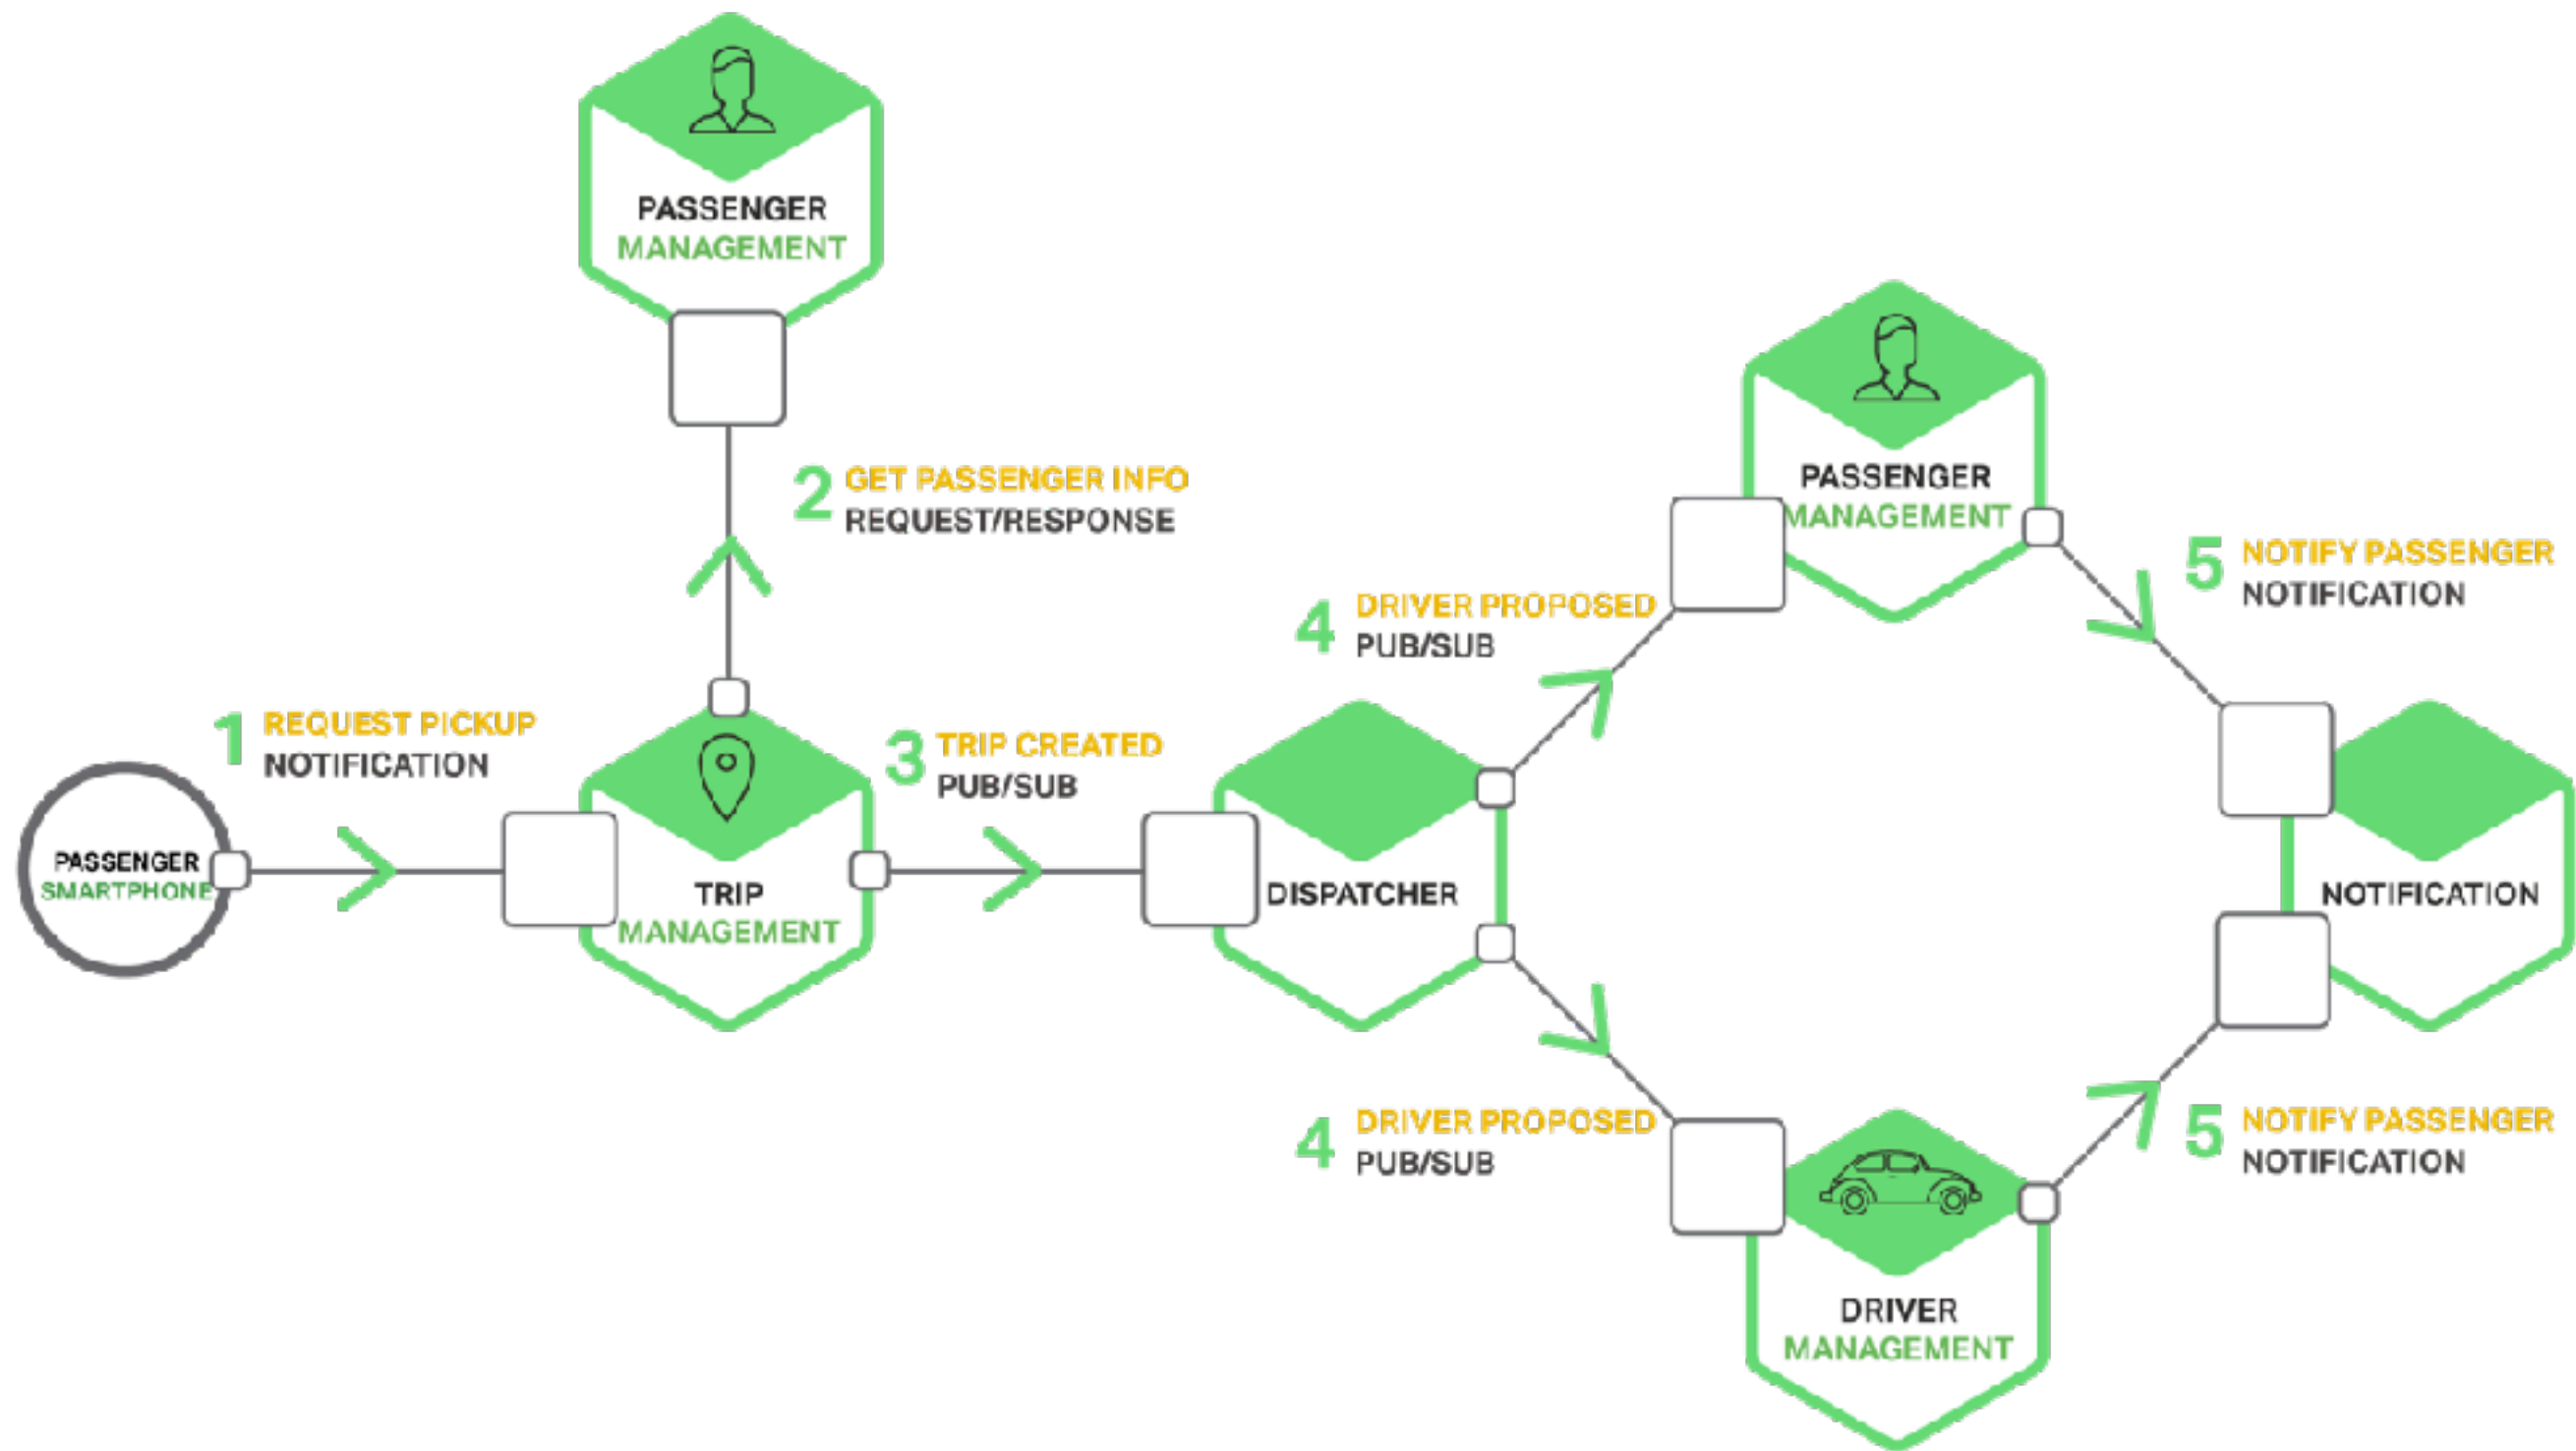 PASSENGER
MANAGEMENT
2 GET PASSENGER INFO
REQUEST/RESPONSE
1 REQUEST PICKUP
NOTIFICATION
PASSENGER
SMARTPHONE
TRIP
MANAGEMENT
3 TRIP CREATED
PUB/SUB
DISPATCHER
4 DRIVER PROPOSED
PUB/SUB
PASSENGER
MANAGEMENT
5 NOTIFY PASSENGER
NOTIFICATION
NOTIFICATION
4 DRIVER PROPOSED
PUB/SUB
DRIVER
MANAGEMENT
5 NOTIFY PASSENGER
NOTIFICATION